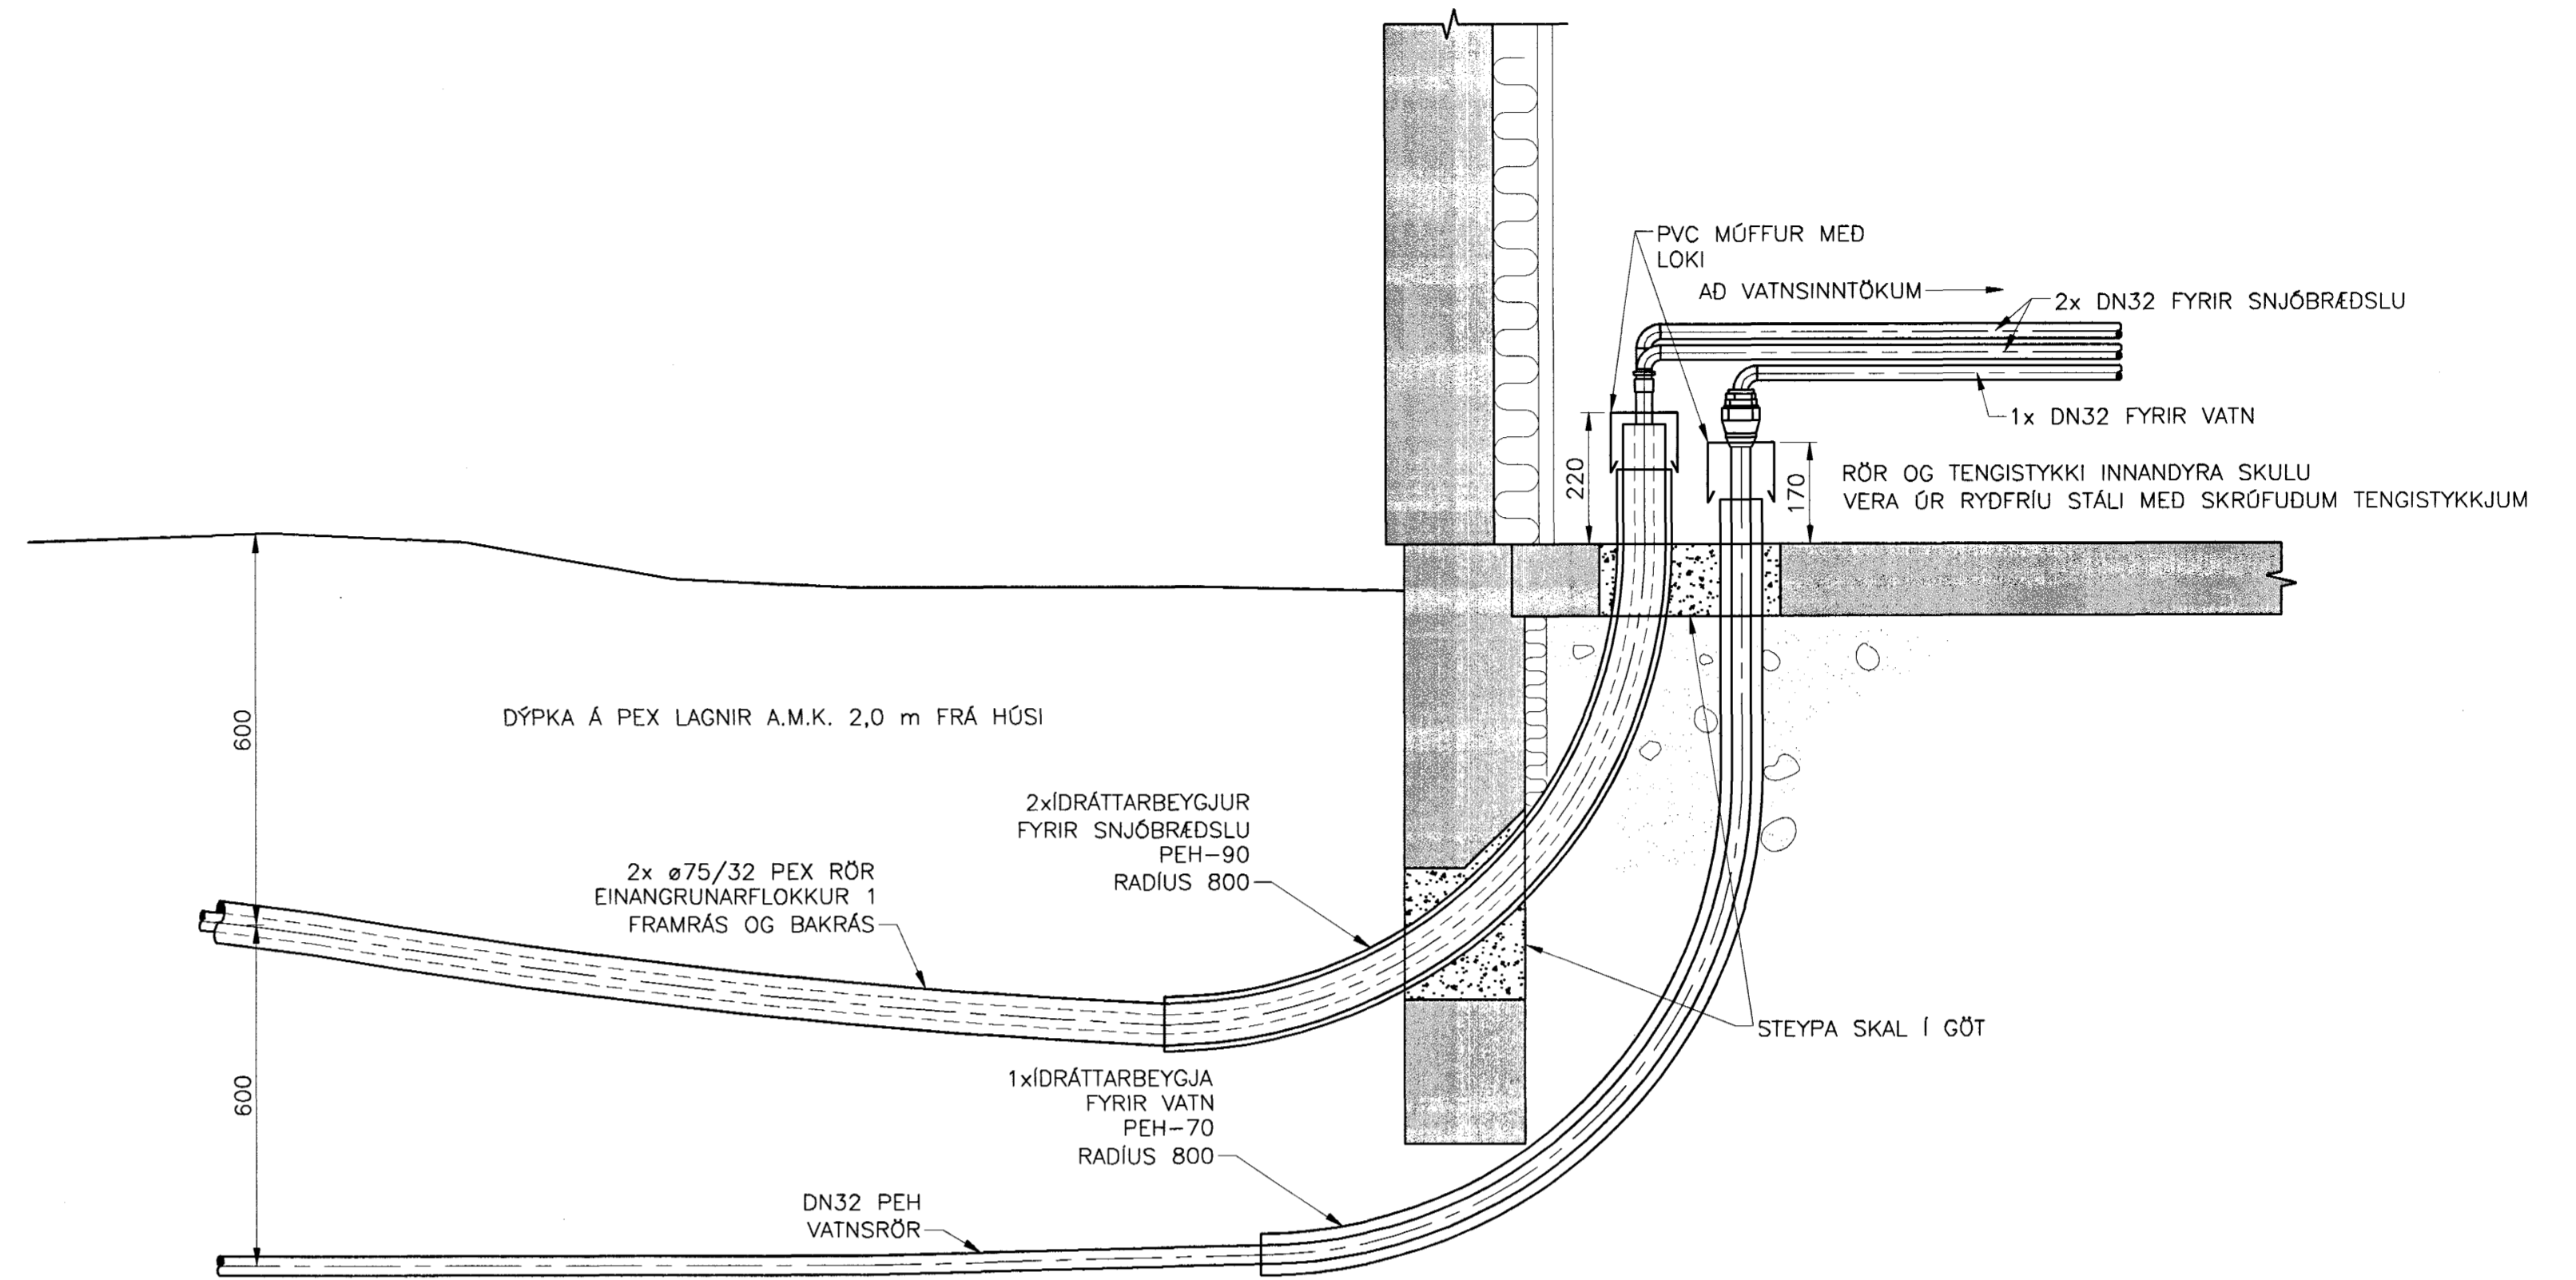 PVC MÚFFUR MEÐ
LOKI
AÐ VATNSINNTÖKUM
2x DN32 FYRIR SNJÓBRÆÐSLU
1x DN32 FYRIR VATN
220
170
RÖR OG TENGISTYKKI INNANDYRA SKULU
VERA ÚR RYÐFRÍU STÁLI MEÐ SKRÚFUÐUM TENGISTYKKJUM
600
DÝPKA Á PEX LAGNIR A.M.K. 2,0 m FRÁ HÚSI
2xÍDRÁTTARBEYGJUR
FYRIR SNJÓBRÆÐSLU
PEH-90
RADÍUS 800
2x ø75/32 PEX RÖR
EINANGRUNARFLOKKUR 1
FRAMRÁS OG BAKRÁS
STEYPA SKAL Í GÖT
600
1xÍDRÁTTARBEYGJA
FYRIR VATN
PEH-70
RADÍUS 800
DN32 PEH
VATNSRÖR